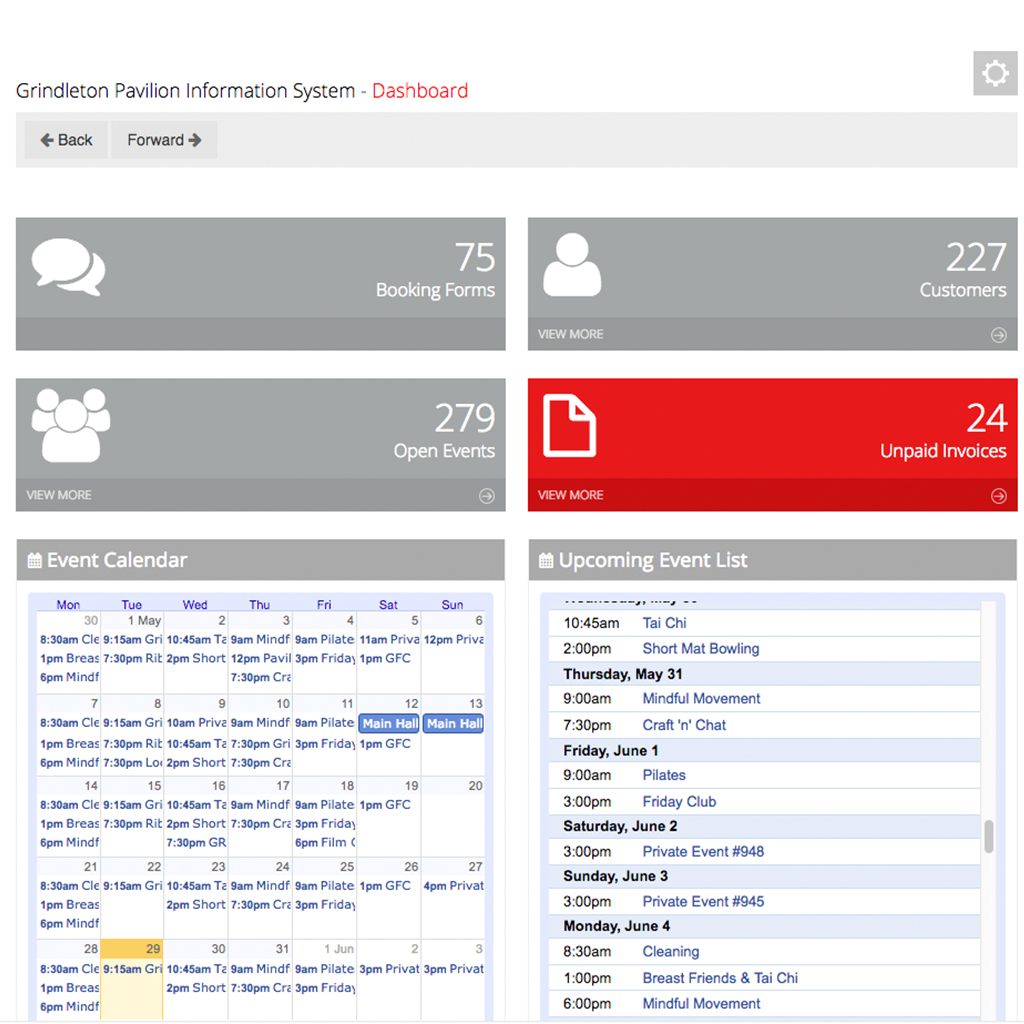 Grindleton Pavilion Information System - Dashboard
Back Forward
75
Booking Forms
227
Customers
VIEW MORE
279
Open Events
VIEW MORE
24
Unpaid Invoices
VIEW MORE
Event Calendar
Mon Tue Wed Thu Fri Sat Sun
30 1 May 2 3 4 5 6
8:30am Cle 9:15am Gri 10:45am Ta 9am Mindf 9am Pilate 11am Priva 12pm Priva
1pm Breas 7:30pm Rib 2pm Short 12pm Pavil 3pm Friday 1pm GFC
6pm Mindf 7:30pm Cra
7 8 9 10 11 12 13
8:30am Cle 9:15am Gri 10am Priva 9am Mindf 9am Pilate Main Hall Main Hall
1pm Breas 7:30pm Rib 10:45am Ta 7:30pm Gri 3pm Friday 1pm GFC
6pm Mindf 7:30pm Loc 2pm Short 7:30pm Cra
14 15 16 17 18 19 20
8:30am Cle 9:15am Gri 10:45am Ta 9am Mindf 9am Pilate 1pm GFC
1pm Breas 7:30pm Rib 2pm Short 7:30pm Cra 3pm Friday
6pm Mindf 7:30pm GR 6pm Film C
21 22 23 24 25 26 27
8:30am Cle 9:15am Gri 10:45am Ta 9am Mindf 9am Pilate 1pm GFC 4pm Privat
1pm Breas 2pm Short 7:30pm Cra 3pm Friday
6pm Mindf
28 29 30 31 1 Jun 2 3
8:30am Cle 9:15am Gri 10:45am Ta 9am Mindf 9am Pilate 3pm Privat 3pm Privat
1pm Breas 2pm Short 7:30pm Cra 3pm Friday
6pm Mindf
Upcoming Event List
Wednesday, May 30
10:45am Tai Chi
2:00pm Short Mat Bowling
Thursday, May 31
9:00am Mindful Movement
7:30pm Craft 'n' Chat
Friday, June 1
9:00am Pilates
3:00pm Friday Club
Saturday, June 2
3:00pm Private Event #948
Sunday, June 3
3:00pm Private Event #945
Monday, June 4
8:30am Cleaning
1:00pm Breast Friends & Tai Chi
6:00pm Mindful Movement